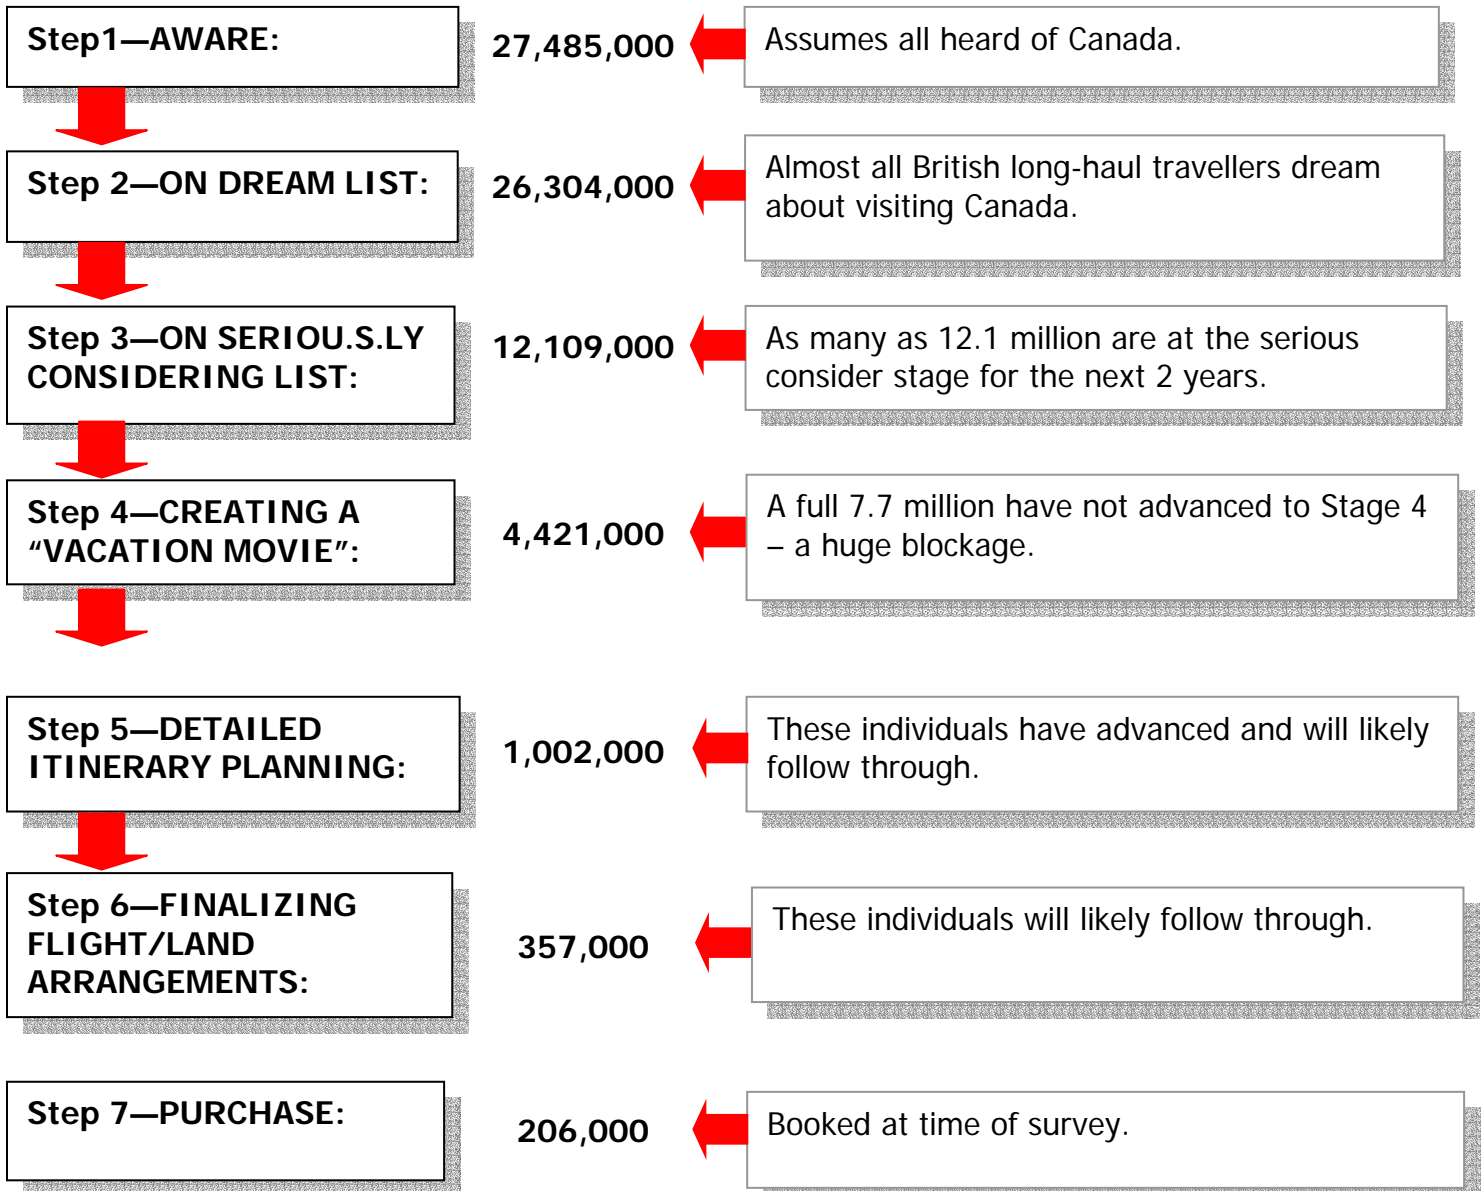 Step1—AWARE:
27,485,000
Assumes all heard of Canada.
Step 2—ON DREAM LIST:
26,304,000
Almost all British long-haul travellers dream
about visiting Canada.
Step 3—ON SERIOU.S.LY
CONSIDERING LIST:
12,109,000
As many as 12.1 million are at the serious
consider stage for the next 2 years.
Step 4—CREATING A
“VACATION MOVIE”:
4,421,000
A full 7.7 million have not advanced to Stage 4
– a huge blockage.
Step 5—DETAILED
ITINERARY PLANNING:
1,002,000
These individuals have advanced and will likely
follow through.
Step 6—FINALIZING
FLIGHT/LAND
ARRANGEMENTS:
357,000
These individuals will likely follow through.
Step 7—PURCHASE:
206,000
Booked at time of survey.